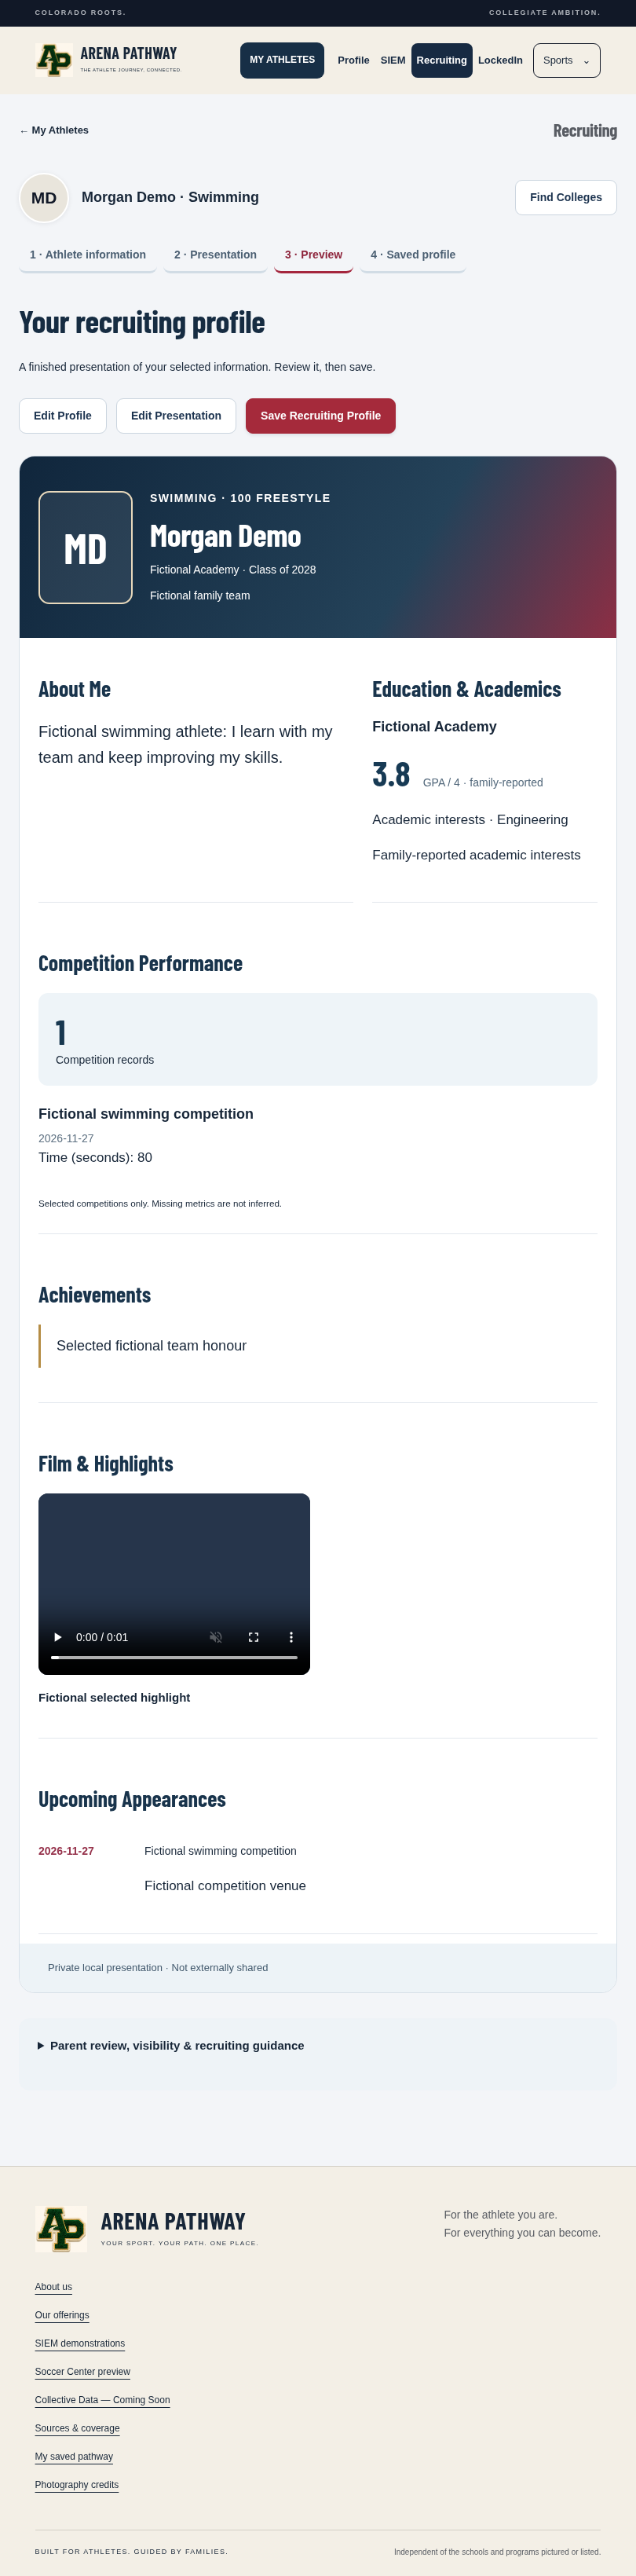 COLORADO ROOTS.
COLLEGIATE AMBITION.
AP
ARENA PATHWAY
THE ATHLETE JOURNEY. CONNECTED.
MY ATHLETES
Profile
SIEM
Recruiting
LockedIn
Sports
← My Athletes
Recruiting
MD
Morgan Demo · Swimming
Find Colleges
1 · Athlete information
2 · Presentation
3 · Preview
4 · Saved profile
Your recruiting profile
A finished presentation of your selected information. Review it, then save.
Edit Profile
Edit Presentation
Save Recruiting Profile
MD
SWIMMING · 100 FREESTYLE
Morgan Demo
Fictional Academy · Class of 2028
Fictional family team
About Me
Fictional swimming athlete: I learn with my
team and keep improving my skills.
Education & Academics
Fictional Academy
3.8 GPA / 4 · family-reported
Academic interests · Engineering
Family-reported academic interests
Competition Performance
1
Competition records
Fictional swimming competition
2026-11-27
Time (seconds): 80
Selected competitions only. Missing metrics are not inferred.
Achievements
Selected fictional team honour
Film & Highlights
0:00 / 0:01
Fictional selected highlight
Upcoming Appearances
2026-11-27
Fictional swimming competition
Fictional competition venue
Private local presentation · Not externally shared
Parent review, visibility & recruiting guidance
AP
ARENA PATHWAY
YOUR SPORT. YOUR PATH. ONE PLACE.
For the athlete you are.
For everything you can become.
About us
Our offerings
SIEM demonstrations
Soccer Center preview
Collective Data — Coming Soon
Sources & coverage
My saved pathway
Photography credits
BUILT FOR ATHLETES. GUIDED BY FAMILIES.
Independent of the schools and programs pictured or listed.